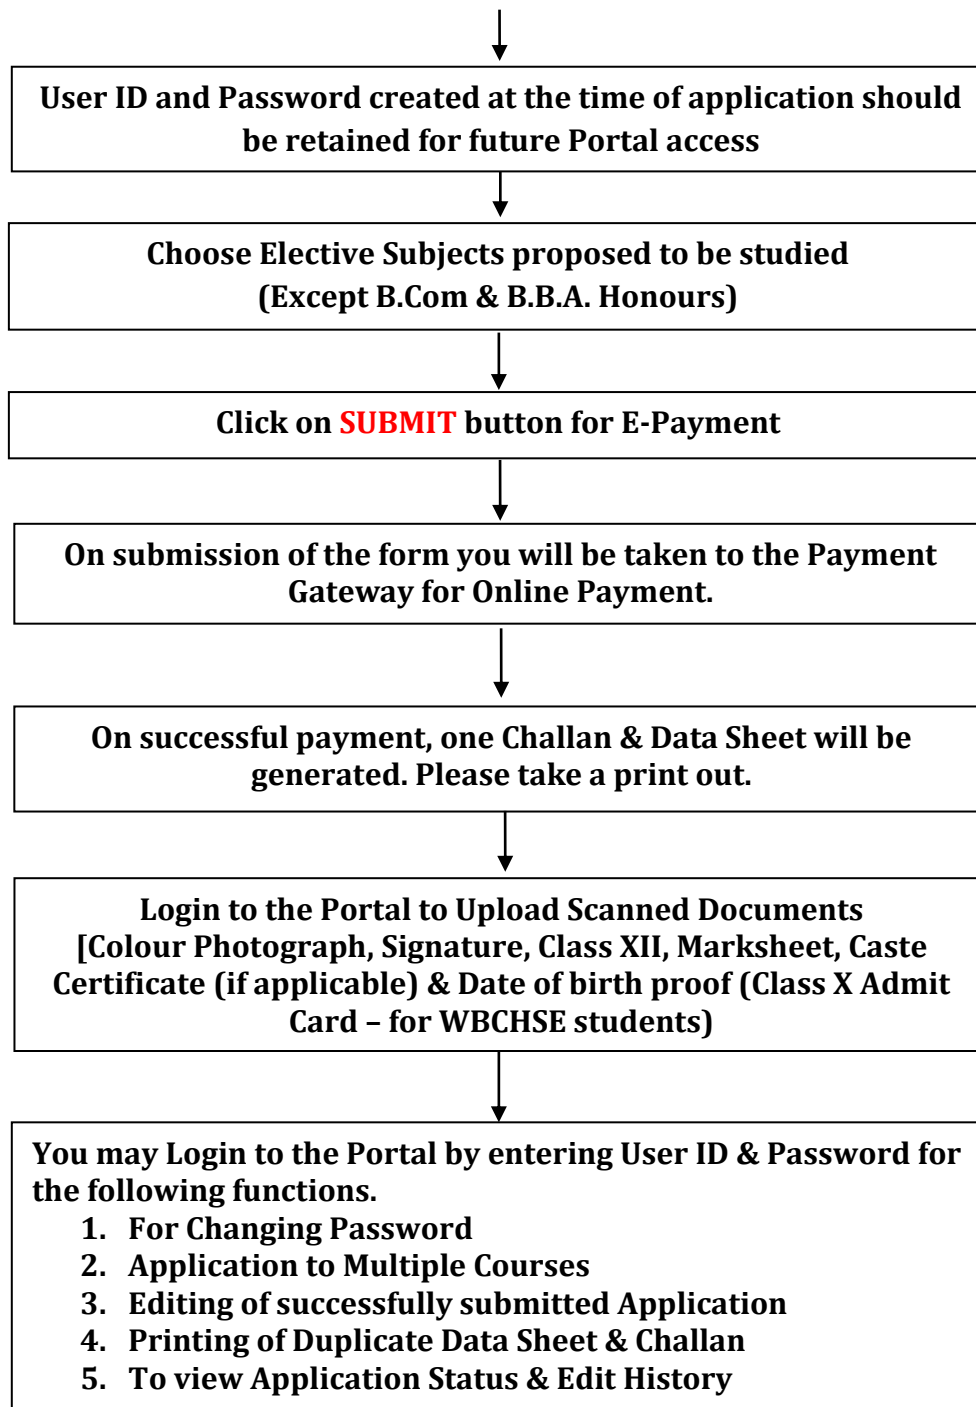 User ID and Password created at the time of application should
be retained for future Portal access
Choose Elective Subjects proposed to be studied
(Except B.Com & B.B.A. Honours)
Click on SUBMIT button for E-Payment
On submission of the form you will be taken to the Payment
Gateway for Online Payment.
On successful payment, one Challan & Data Sheet will be
generated. Please take a print out.
Login to the Portal to Upload Scanned Documents
[Colour Photograph, Signature, Class XII, Marksheet, Caste
Certificate (if applicable) & Date of birth proof (Class X Admit
Card – for WBCHSE students)
You may Login to the Portal by entering User ID & Password for
the following functions.
1. For Changing Password
2. Application to Multiple Courses
3. Editing of successfully submitted Application
4. Printing of Duplicate Data Sheet & Challan
5. To view Application Status & Edit History